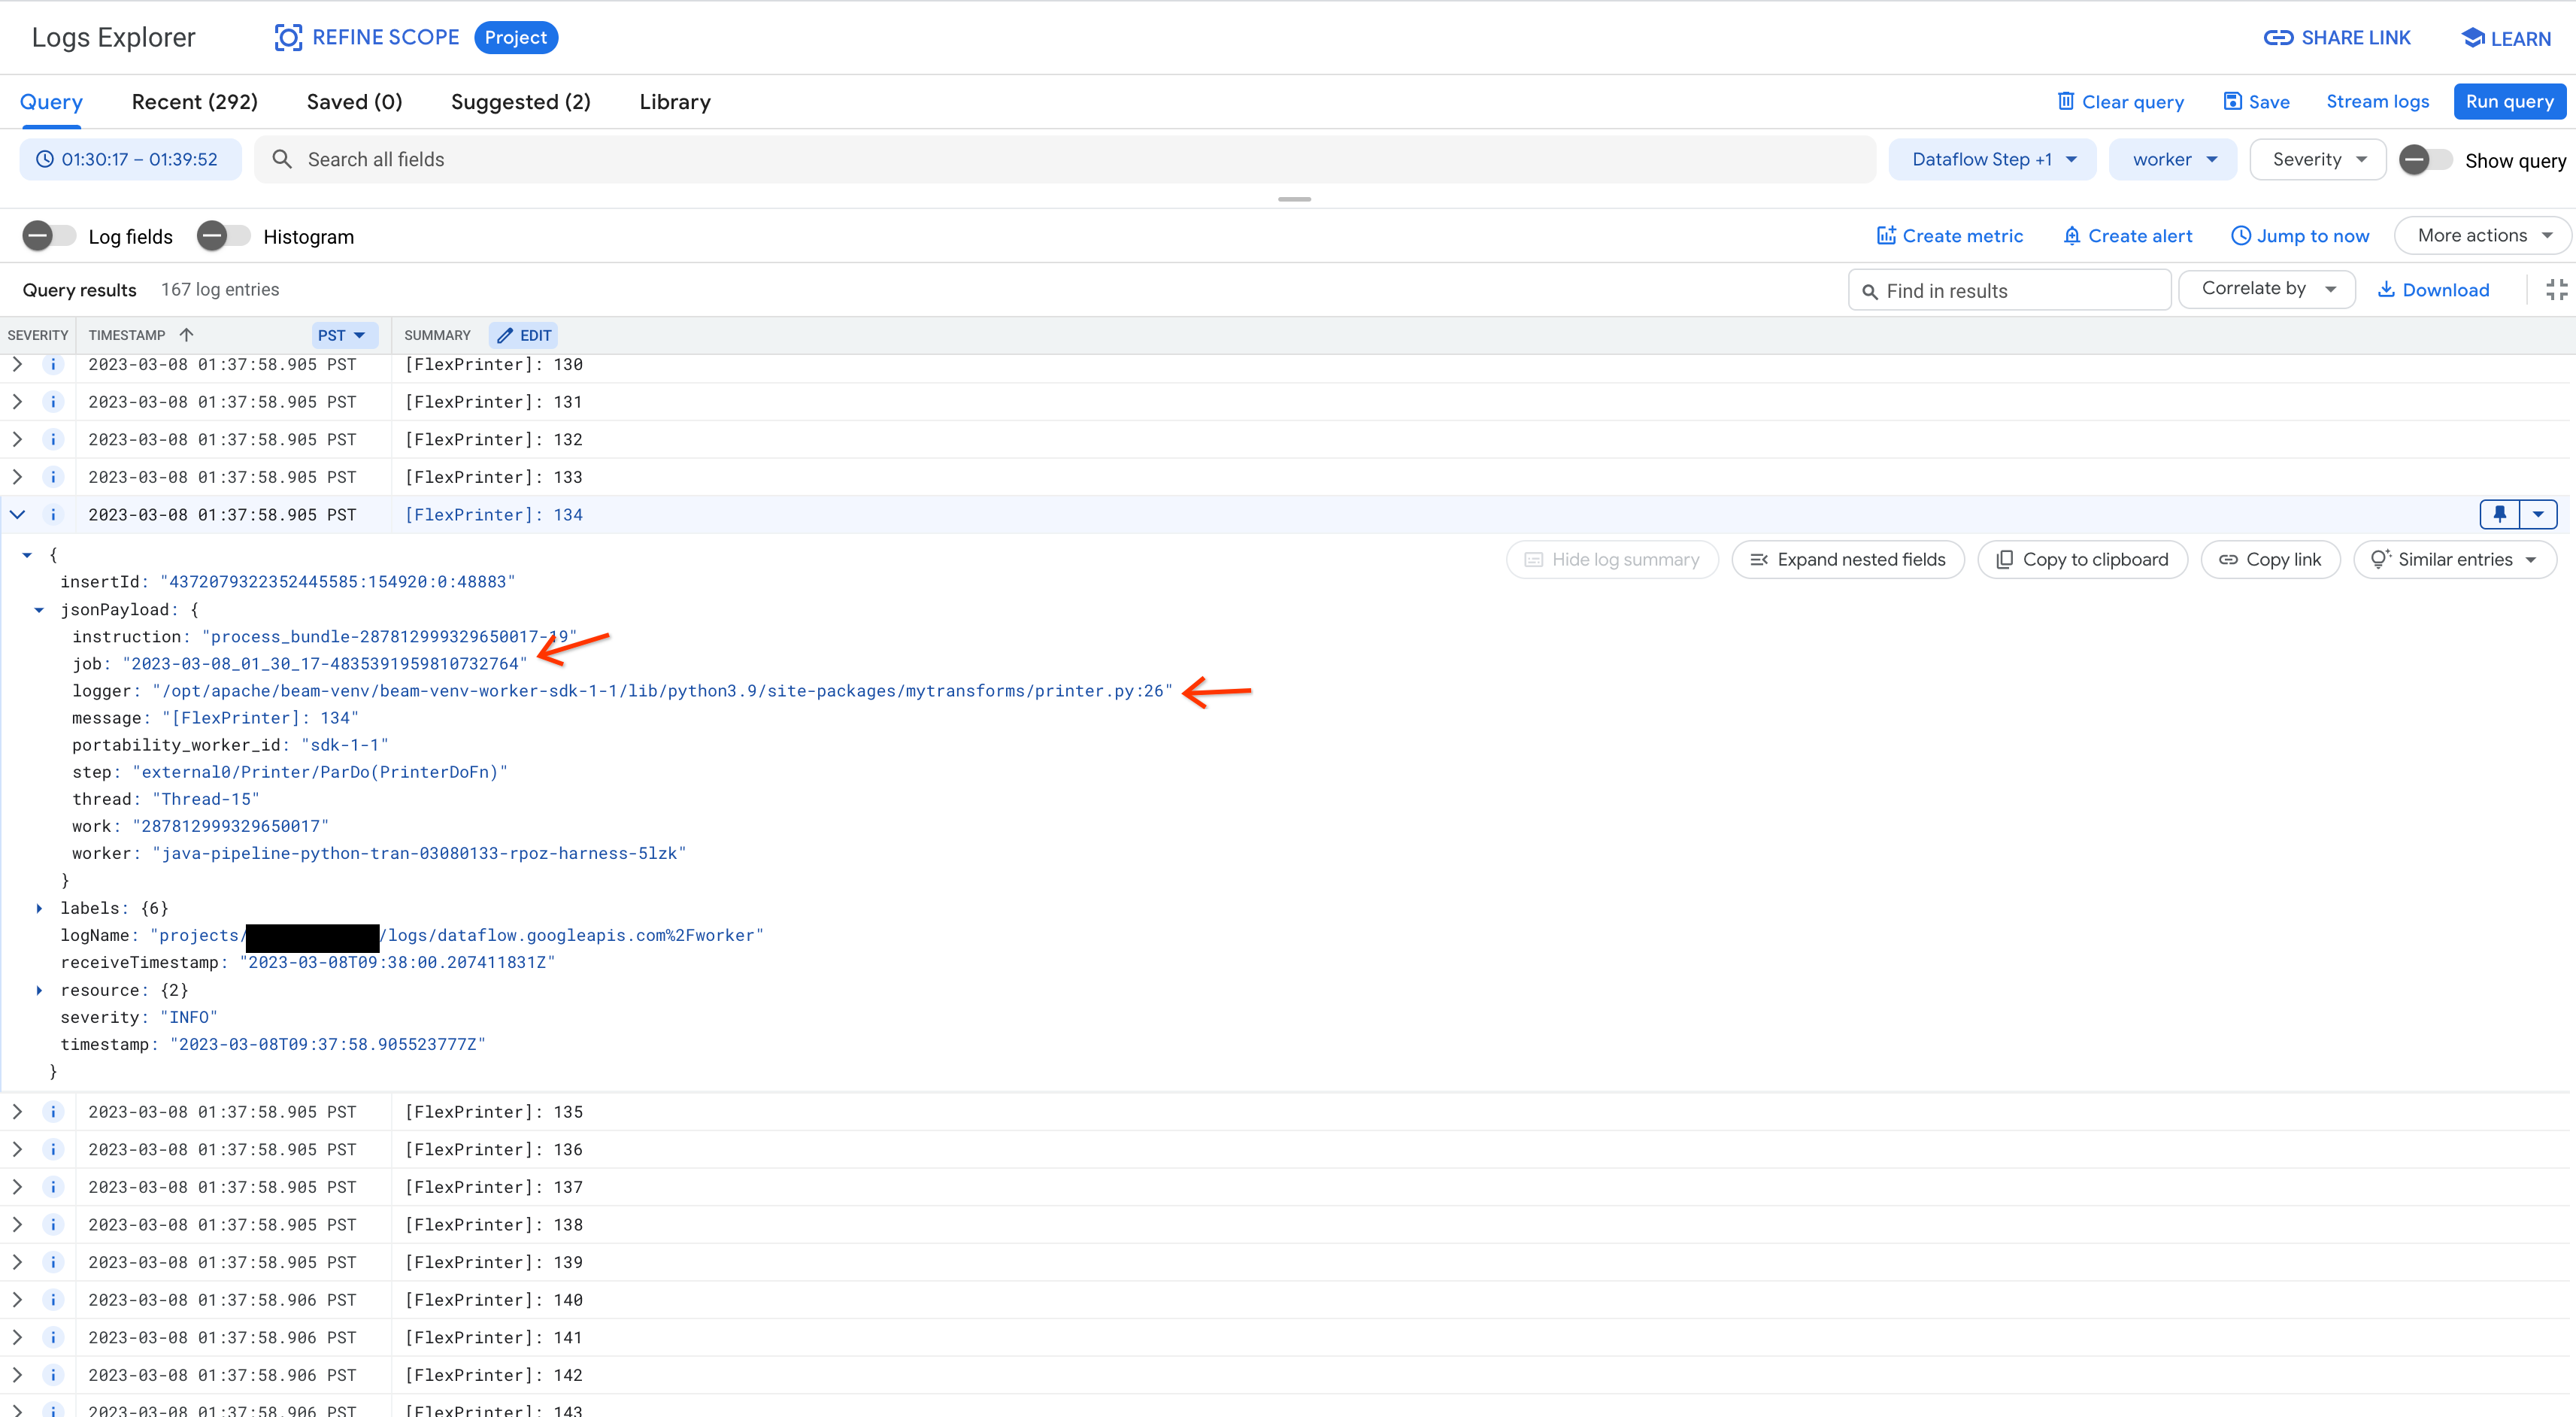 Logs Explorer REFINE SCOPE Project SHARE LINK LEARN
Query Recent (292) Saved (0) Suggested (2) Library Clear query Save Stream logs Run query
01:30:17 – 01:39:52 Search all fields Dataflow Step +1 worker Severity Show query
Log fields Histogram Create metric Create alert Jump to now More actions
Query results 167 log entries Find in results Correlate by Download
SEVERITY TIMESTAMP PST SUMMARY EDIT
2023-03-08 01:37:58.905 PST [FlexPrinter]: 130
2023-03-08 01:37:58.905 PST [FlexPrinter]: 131
2023-03-08 01:37:58.905 PST [FlexPrinter]: 132
2023-03-08 01:37:58.905 PST [FlexPrinter]: 133
2023-03-08 01:37:58.905 PST [FlexPrinter]: 134
{ Hide log summary Expand nested fields Copy to clipboard Copy link Similar entries
insertId: "4372079322352445585:154920:0:48883"
jsonPayload: {
instruction: "process_bundle-287812999329650017-19"
job: "2023-03-08_01_30_17-4835391959810732764"
logger: "/opt/apache/beam-venv/beam-venv-worker-sdk-1-1/lib/python3.9/site-packages/mytransforms/printer.py:26"
message: "[FlexPrinter]: 134"
portability_worker_id: "sdk-1-1"
step: "external0/Printer/ParDo(PrinterDoFn)"
thread: "Thread-15"
work: "287812999329650017"
worker: "java-pipeline-python-tran-03080133-rpoz-harness-5lzk"
}
labels: {6}
logName: "projects/ /logs/dataflow.googleapis.com%2Fworker"
receiveTimestamp: "2023-03-08T09:38:00.207411831Z"
resource: {2}
severity: "INFO"
timestamp: "2023-03-08T09:37:58.905523777Z"
}
2023-03-08 01:37:58.905 PST [FlexPrinter]: 135
2023-03-08 01:37:58.905 PST [FlexPrinter]: 136
2023-03-08 01:37:58.905 PST [FlexPrinter]: 137
2023-03-08 01:37:58.905 PST [FlexPrinter]: 138
2023-03-08 01:37:58.905 PST [FlexPrinter]: 139
2023-03-08 01:37:58.906 PST [FlexPrinter]: 140
2023-03-08 01:37:58.906 PST [FlexPrinter]: 141
2023-03-08 01:37:58.906 PST [FlexPrinter]: 142
2023-03-08 01:37:58.906 PST [FlexPrinter]: 143